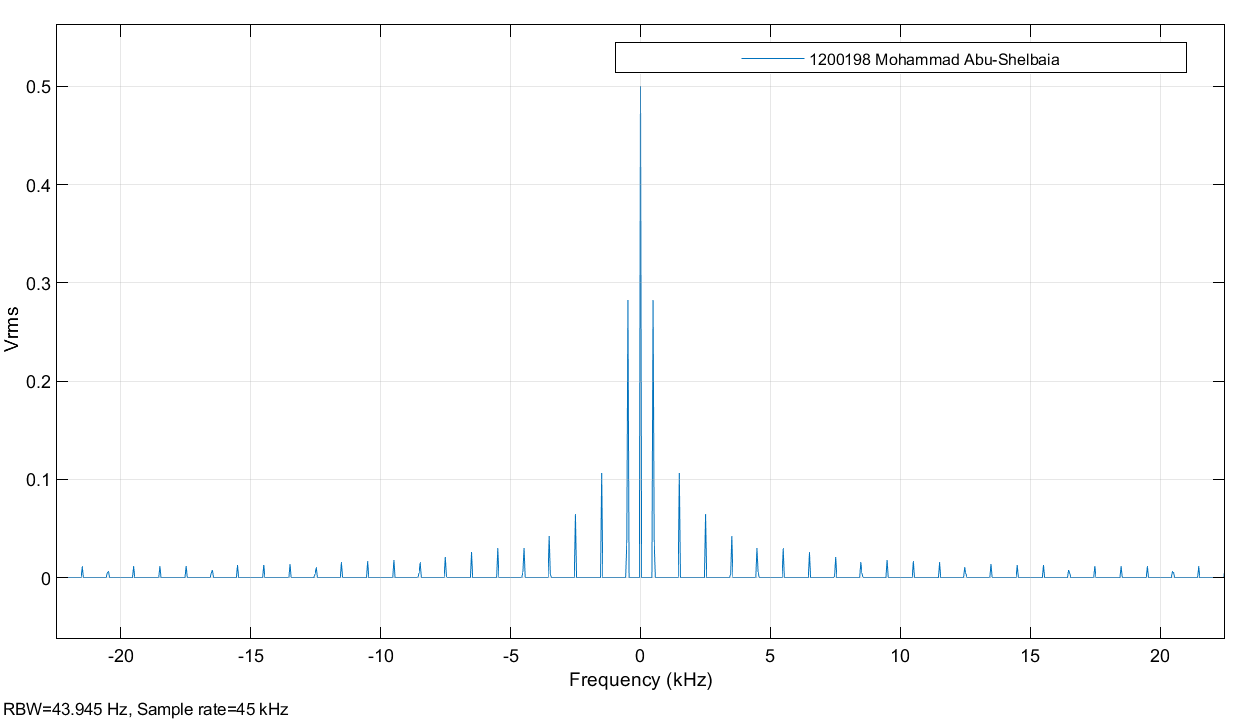 1200198 Mohammad Abu-Shelbaia
0.5
0.4
0.3
0.2
0.1
0
Vrms
-20 -15 -10 -5 0 5 10 15 20
Frequency (kHz)
RBW=43.945 Hz, Sample rate=45 kHz